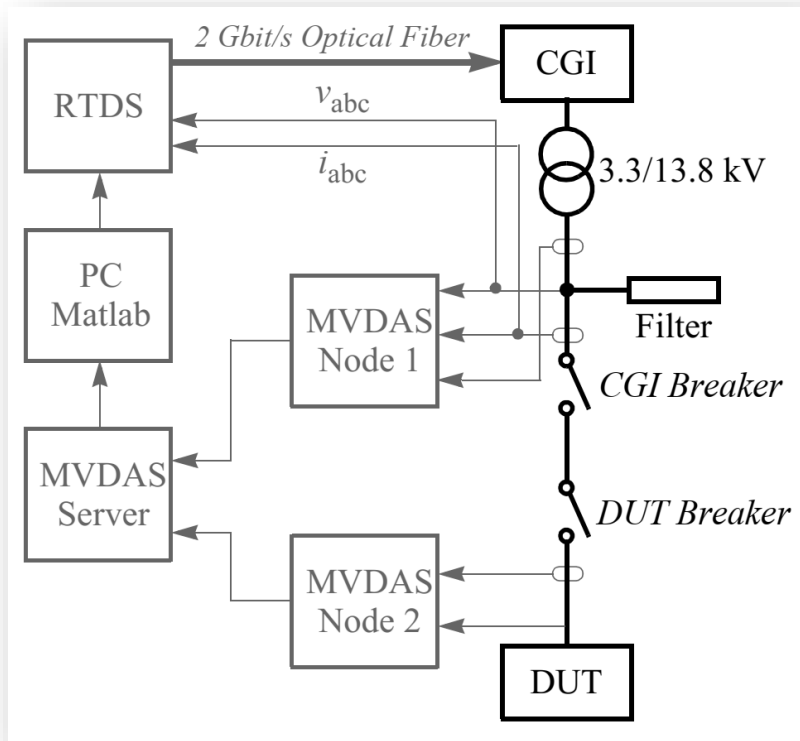 2 Gbit/s Optical Fiber
CGI
RTDS
vabc
iabc
3.3/13.8 kV
PC
Matlab
MVDAS
Node 1
Filter
CGI Breaker
MVDAS
Server
DUT Breaker
MVDAS
Node 2
DUT